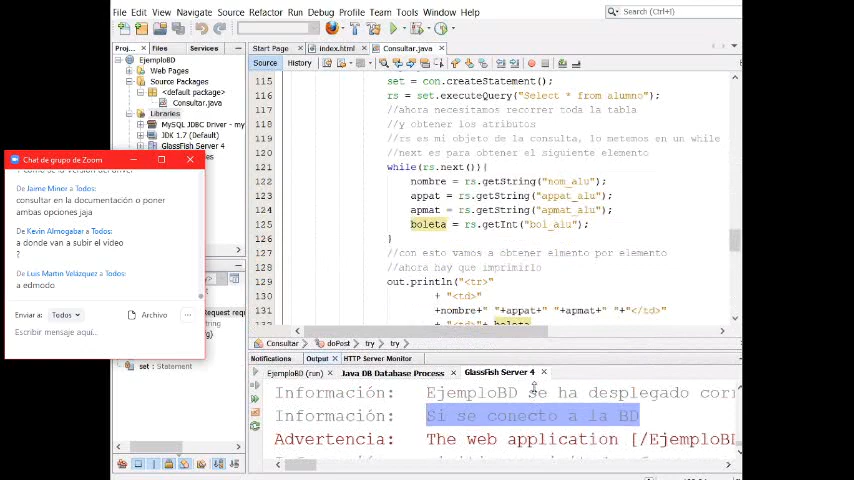 File Edit View Navigate Source Refactor Run Debug Profile Team Tools Window Help
Search (Ctrl+I)
Proj... Files Services
Start Page index.html Consultar.java
Source History
EjemploBD
Web Pages
Source Packages
<default package>
Consultar.java
Libraries
MySQL JDBC Driver - my
JDK 1.7 (Default)
GlassFish Server 4
115 set = con.createStatement();
116 rs = set.executeQuery("Select * from alumno");
117 //ahora necesitamos recorrer toda la tabla
118 //y obtener los atributos
119 //rs es mi objeto de la consulta, lo metemos en un while
120 //next es para obtener el siguiente elemento
121 while(rs.next()){
122 nombre = rs.getString("nom_alu");
123 appat = rs.getString("appat_alu");
124 apmat = rs.getString("apmat_alu");
125 boleta = rs.getInt("bol_alu");
126 }
127 //con esto vamos a obtener elmento por elemento
128 //ahora hay que imprimirlo
129 out.println("<tr>"
130 + "<td>"
131 +nombre+" "+appat+" "+apmat+" "+"</td>"
+ "<td>"+ boleta
Chat de grupo de Zoom
De Jaime Minor a Todos:
consultar en la documentación o poner
ambas opciones jaja
De Kevin Almogabar a Todos:
a donde van a subir el video
?
De Luis Martin Velázquez a Todos:
a edmodo
Enviar a: Todos Archivo ...
Escribir mensaje aquí...
Request requ
set : Statement
Consultar doPost try try
Notifications Output HTTP Server Monitor
EjemploBD (run) Java DB Database Process GlassFish Server 4
Información: EjemploBD se ha desplegado corr
Información: Si se conecto a la BD
Advertencia: The web application [/EjemploBD